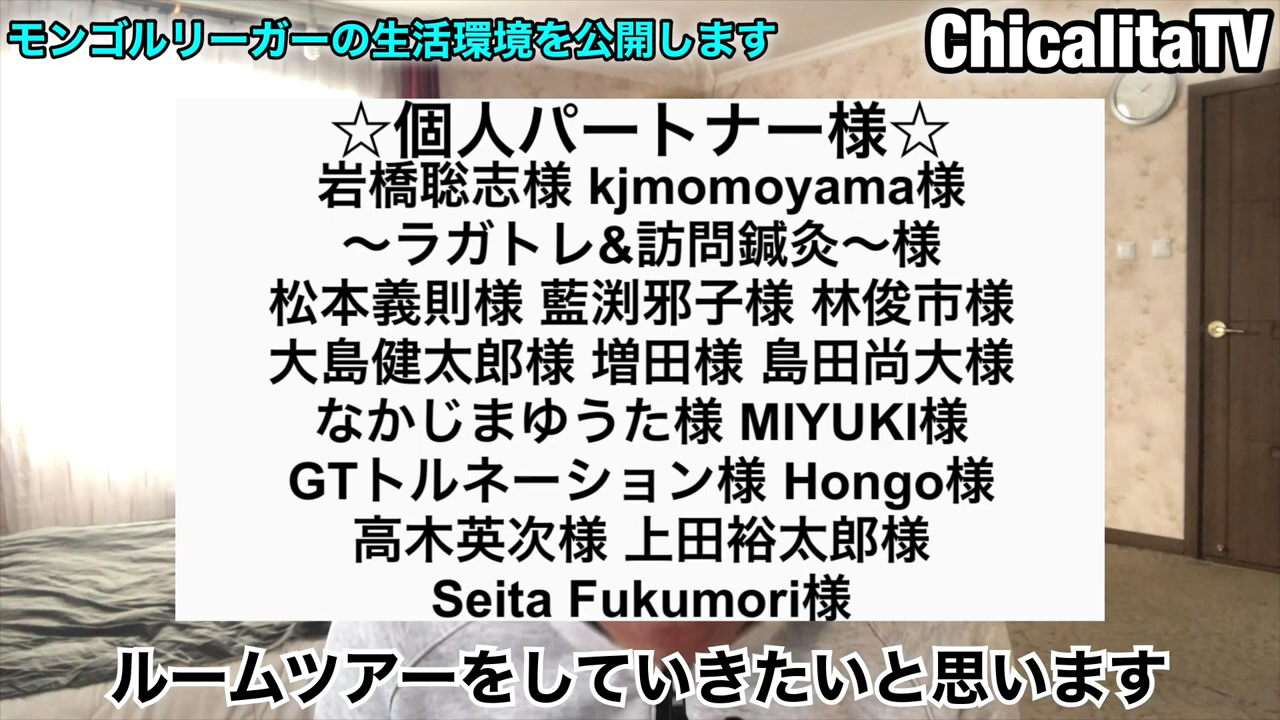 モンゴルリーガーの生活環境を公開します
ChicalitaTV
☆個人パートナー様☆
岩橋聡志様 kjmomoyama様
〜ラガトレ&訪問鍼灸〜様
松本義則様 藍渕邪子様 林俊市様
大島健太郎様 増田様 島田尚大様
なかじまゆうた様 MIYUKI様
GTトルネーション様 Hongo様
高木英次様 上田裕太郎様
Seita Fukumori様
ルームツアーをしていきたいと思います